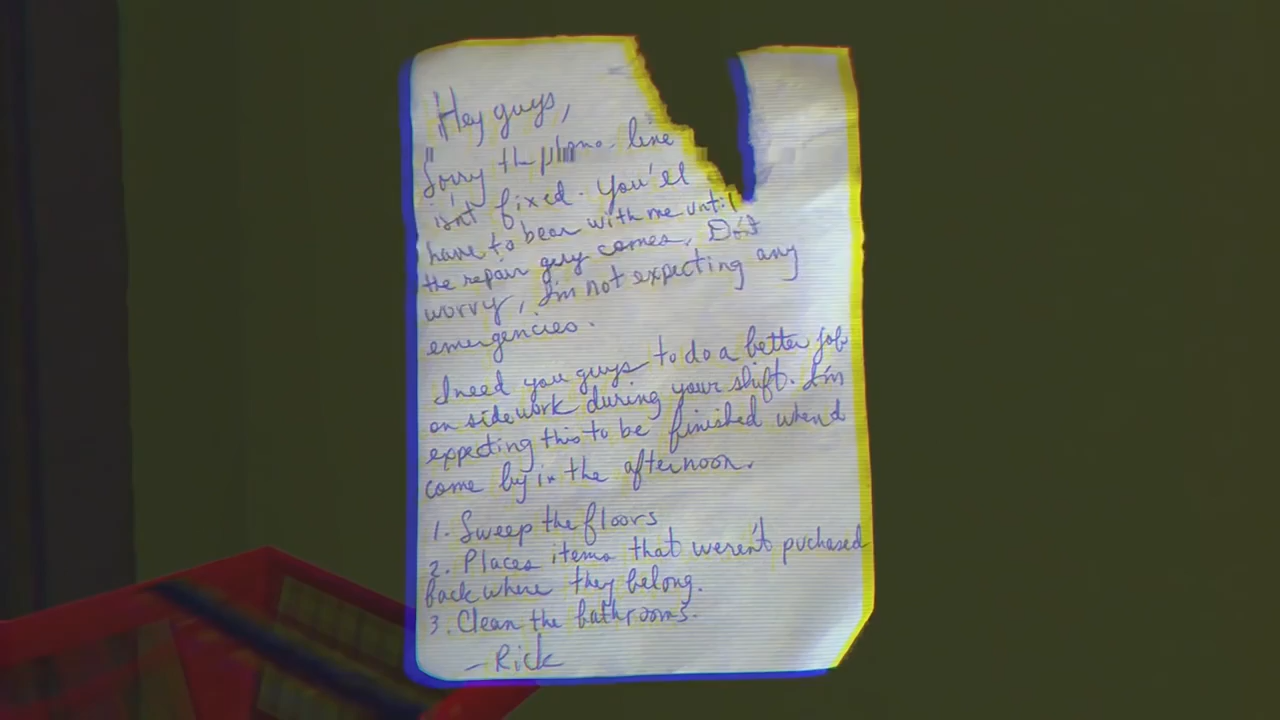 Hey guys,
Sorry the phone line
isn't fixed. You'll
have to bear with me until
the repair guy comes. Don't
worry, I'm not expecting any
emergencies.
I need you guys to do a better job
on sidework during your shift. I'm
expecting this to be finished when I
come by in the afternoon.
1. Sweep the floors
2. Places items that weren't puchased
back where they belong.
3. Clean the bathrooms.
- Rick